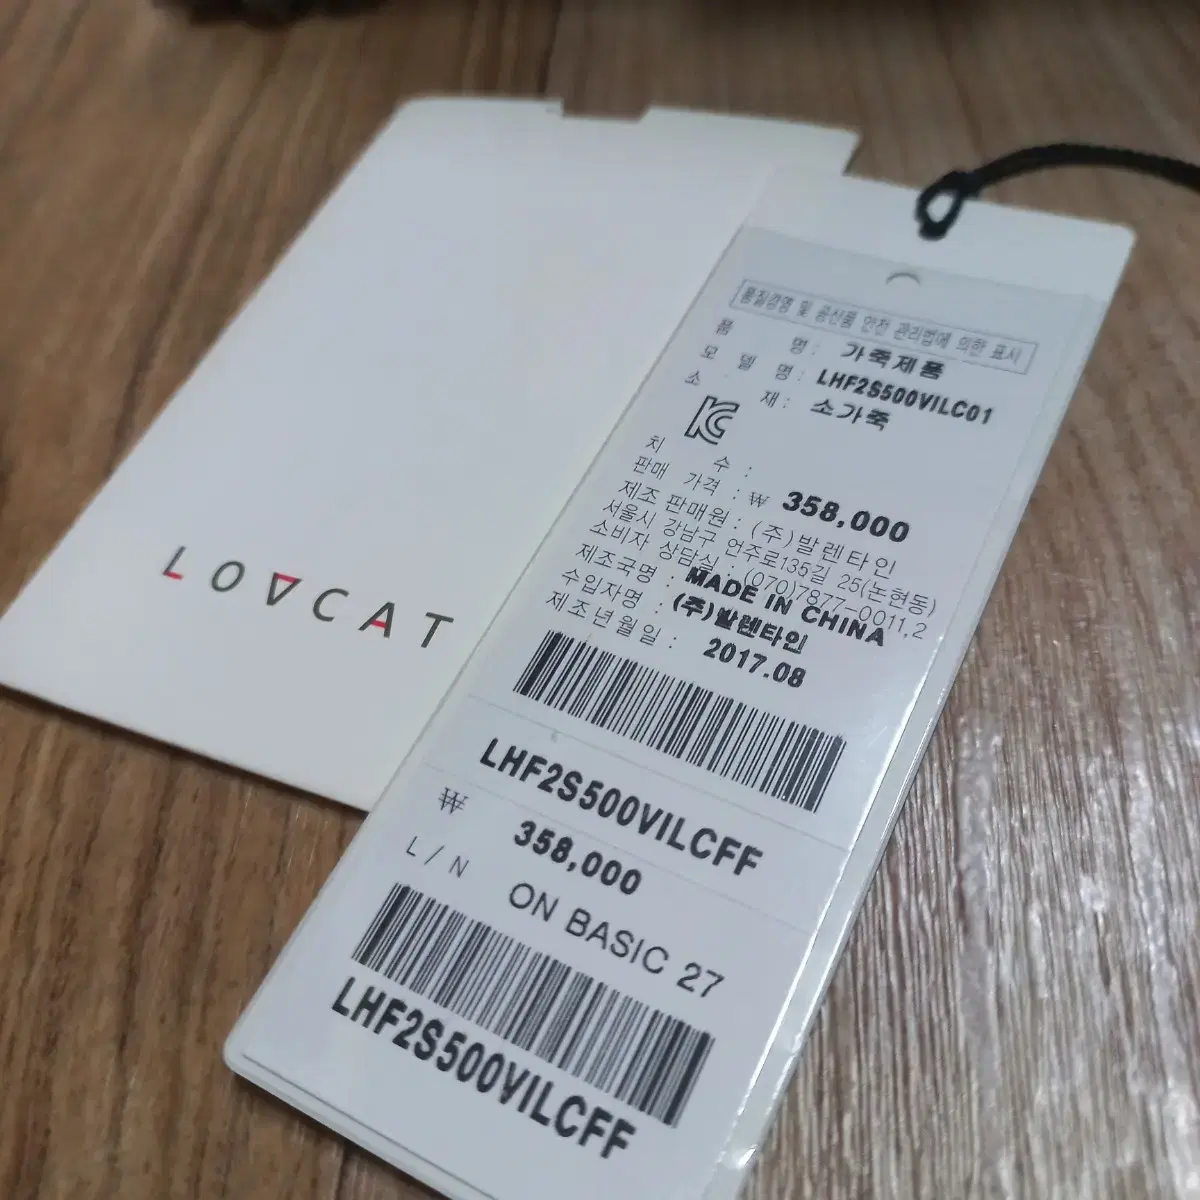 LOVCAT
품질경영 및 공산품 안전 관리법에 의한 표시
품 명 : 가죽제품
모 델 명 : LHF2S500VILC01
소 재 : 소가죽
치 수 :
판매 가격 : ₩ 358,000
제조 판매원 : (주)발렌타인
서울시 강남구 언주로135길 25(논현동)
소비자 상담실 : (070)7877-0011,2
제조국명 : MADE IN CHINA
수입자명 : (주)발렌타인
제조년월일 : 2017.08
LHF2S500VILCFF
₩ 358,000
L / N ON BASIC 27
LHF2S500VILCFF